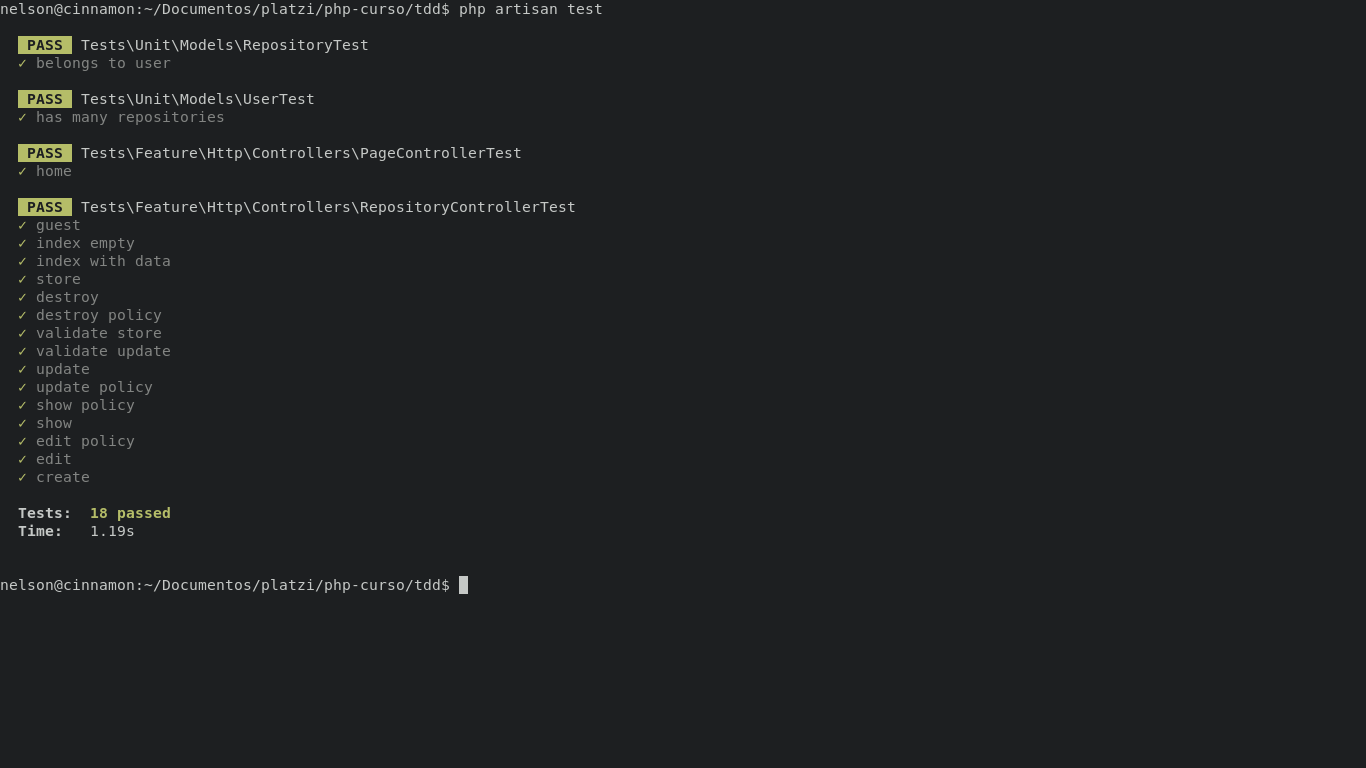 nelson@cinnamon:~/Documentos/platzi/php-curso/tdd$ php artisan test
PASS Tests\Unit\Models\RepositoryTest
✓ belongs to user
PASS Tests\Unit\Models\UserTest
✓ has many repositories
PASS Tests\Feature\Http\Controllers\PageControllerTest
✓ home
PASS Tests\Feature\Http\Controllers\RepositoryControllerTest
✓ guest
✓ index empty
✓ index with data
✓ store
✓ destroy
✓ destroy policy
✓ validate store
✓ validate update
✓ update
✓ update policy
✓ show policy
✓ show
✓ edit policy
✓ edit
✓ create
Tests: 18 passed
Time: 1.19s
nelson@cinnamon:~/Documentos/platzi/php-curso/tdd$